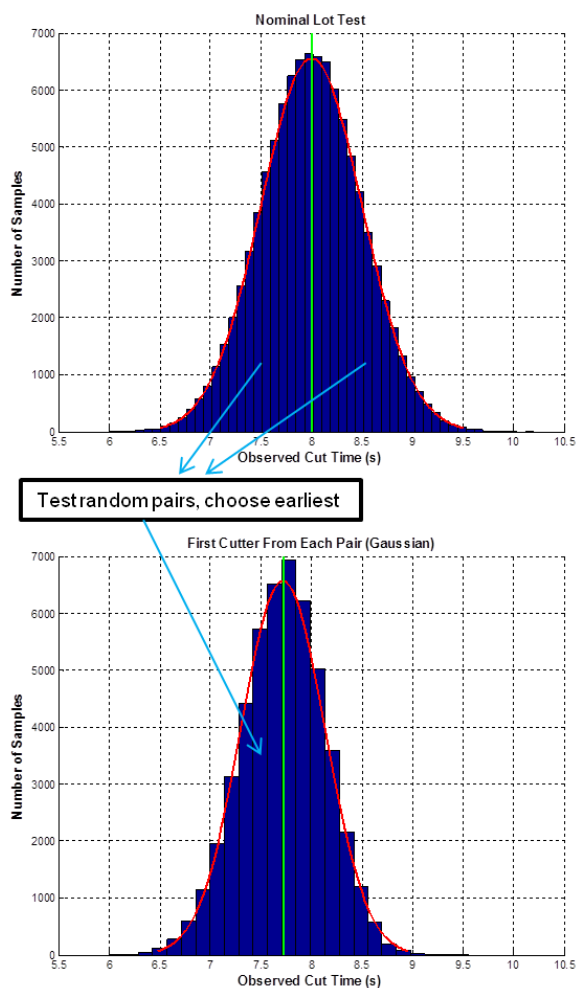 Nominal Lot Test
7000
6000
5000
4000
3000
2000
1000
0
Number of Samples
5.5 6 6.5 7 7.5 8 8.5 9 9.5 10 10.5
Observed Cut Time (s)
Test random pairs, choose earliest
First Cutter From Each Pair (Gaussian)
7000
6000
5000
4000
3000
2000
1000
0
Number of Samples
5.5 6 6.5 7 7.5 8 8.5 9 9.5 10 10.5
Observed Cut Time (s)